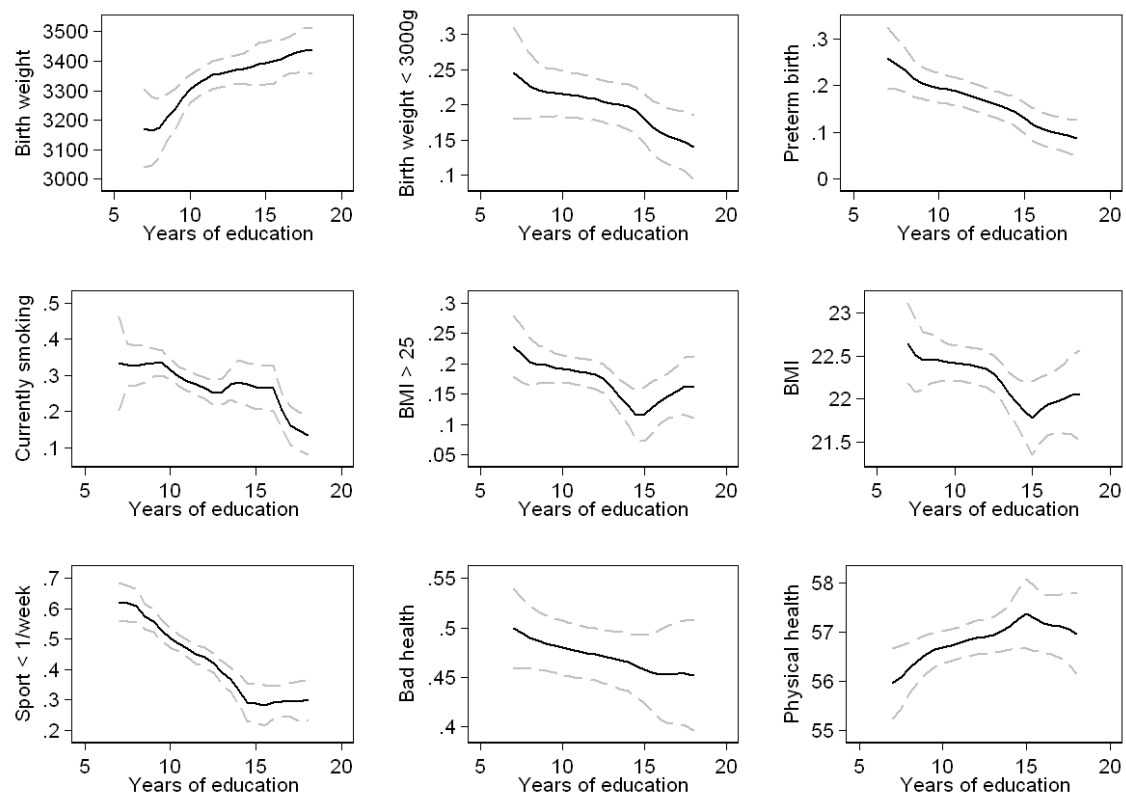 Birth weight
3500
3400
3300
3200
3100
3000
5 10 15 20
Years of education
Birth weight < 3000g
.3
.25
.2
.15
.1
5 10 15 20
Years of education
Preterm birth
.3
.2
.1
0
5 10 15 20
Years of education
Currently smoking
.5
.4
.3
.2
.1
5 10 15 20
Years of education
BMI > 25
.3
.25
.2
.15
.1
.05
5 10 15 20
Years of education
BMI
23
22.5
22
21.5
5 10 15 20
Years of education
Sport < 1/week
.7
.6
.5
.4
.3
.2
5 10 15 20
Years of education
Bad health
.55
.5
.45
.4
5 10 15 20
Years of education
Physical health
58
57
56
55
5 10 15 20
Years of education